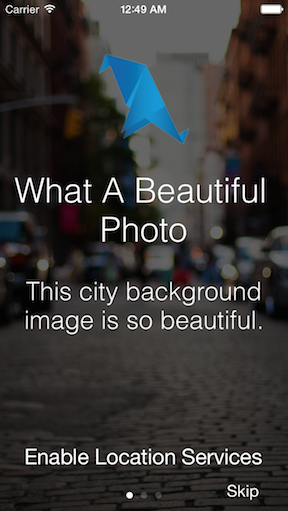 Carrier 12:49 AM
What A Beautiful
Photo
This city background
image is so beautiful.
Enable Location Services
Skip